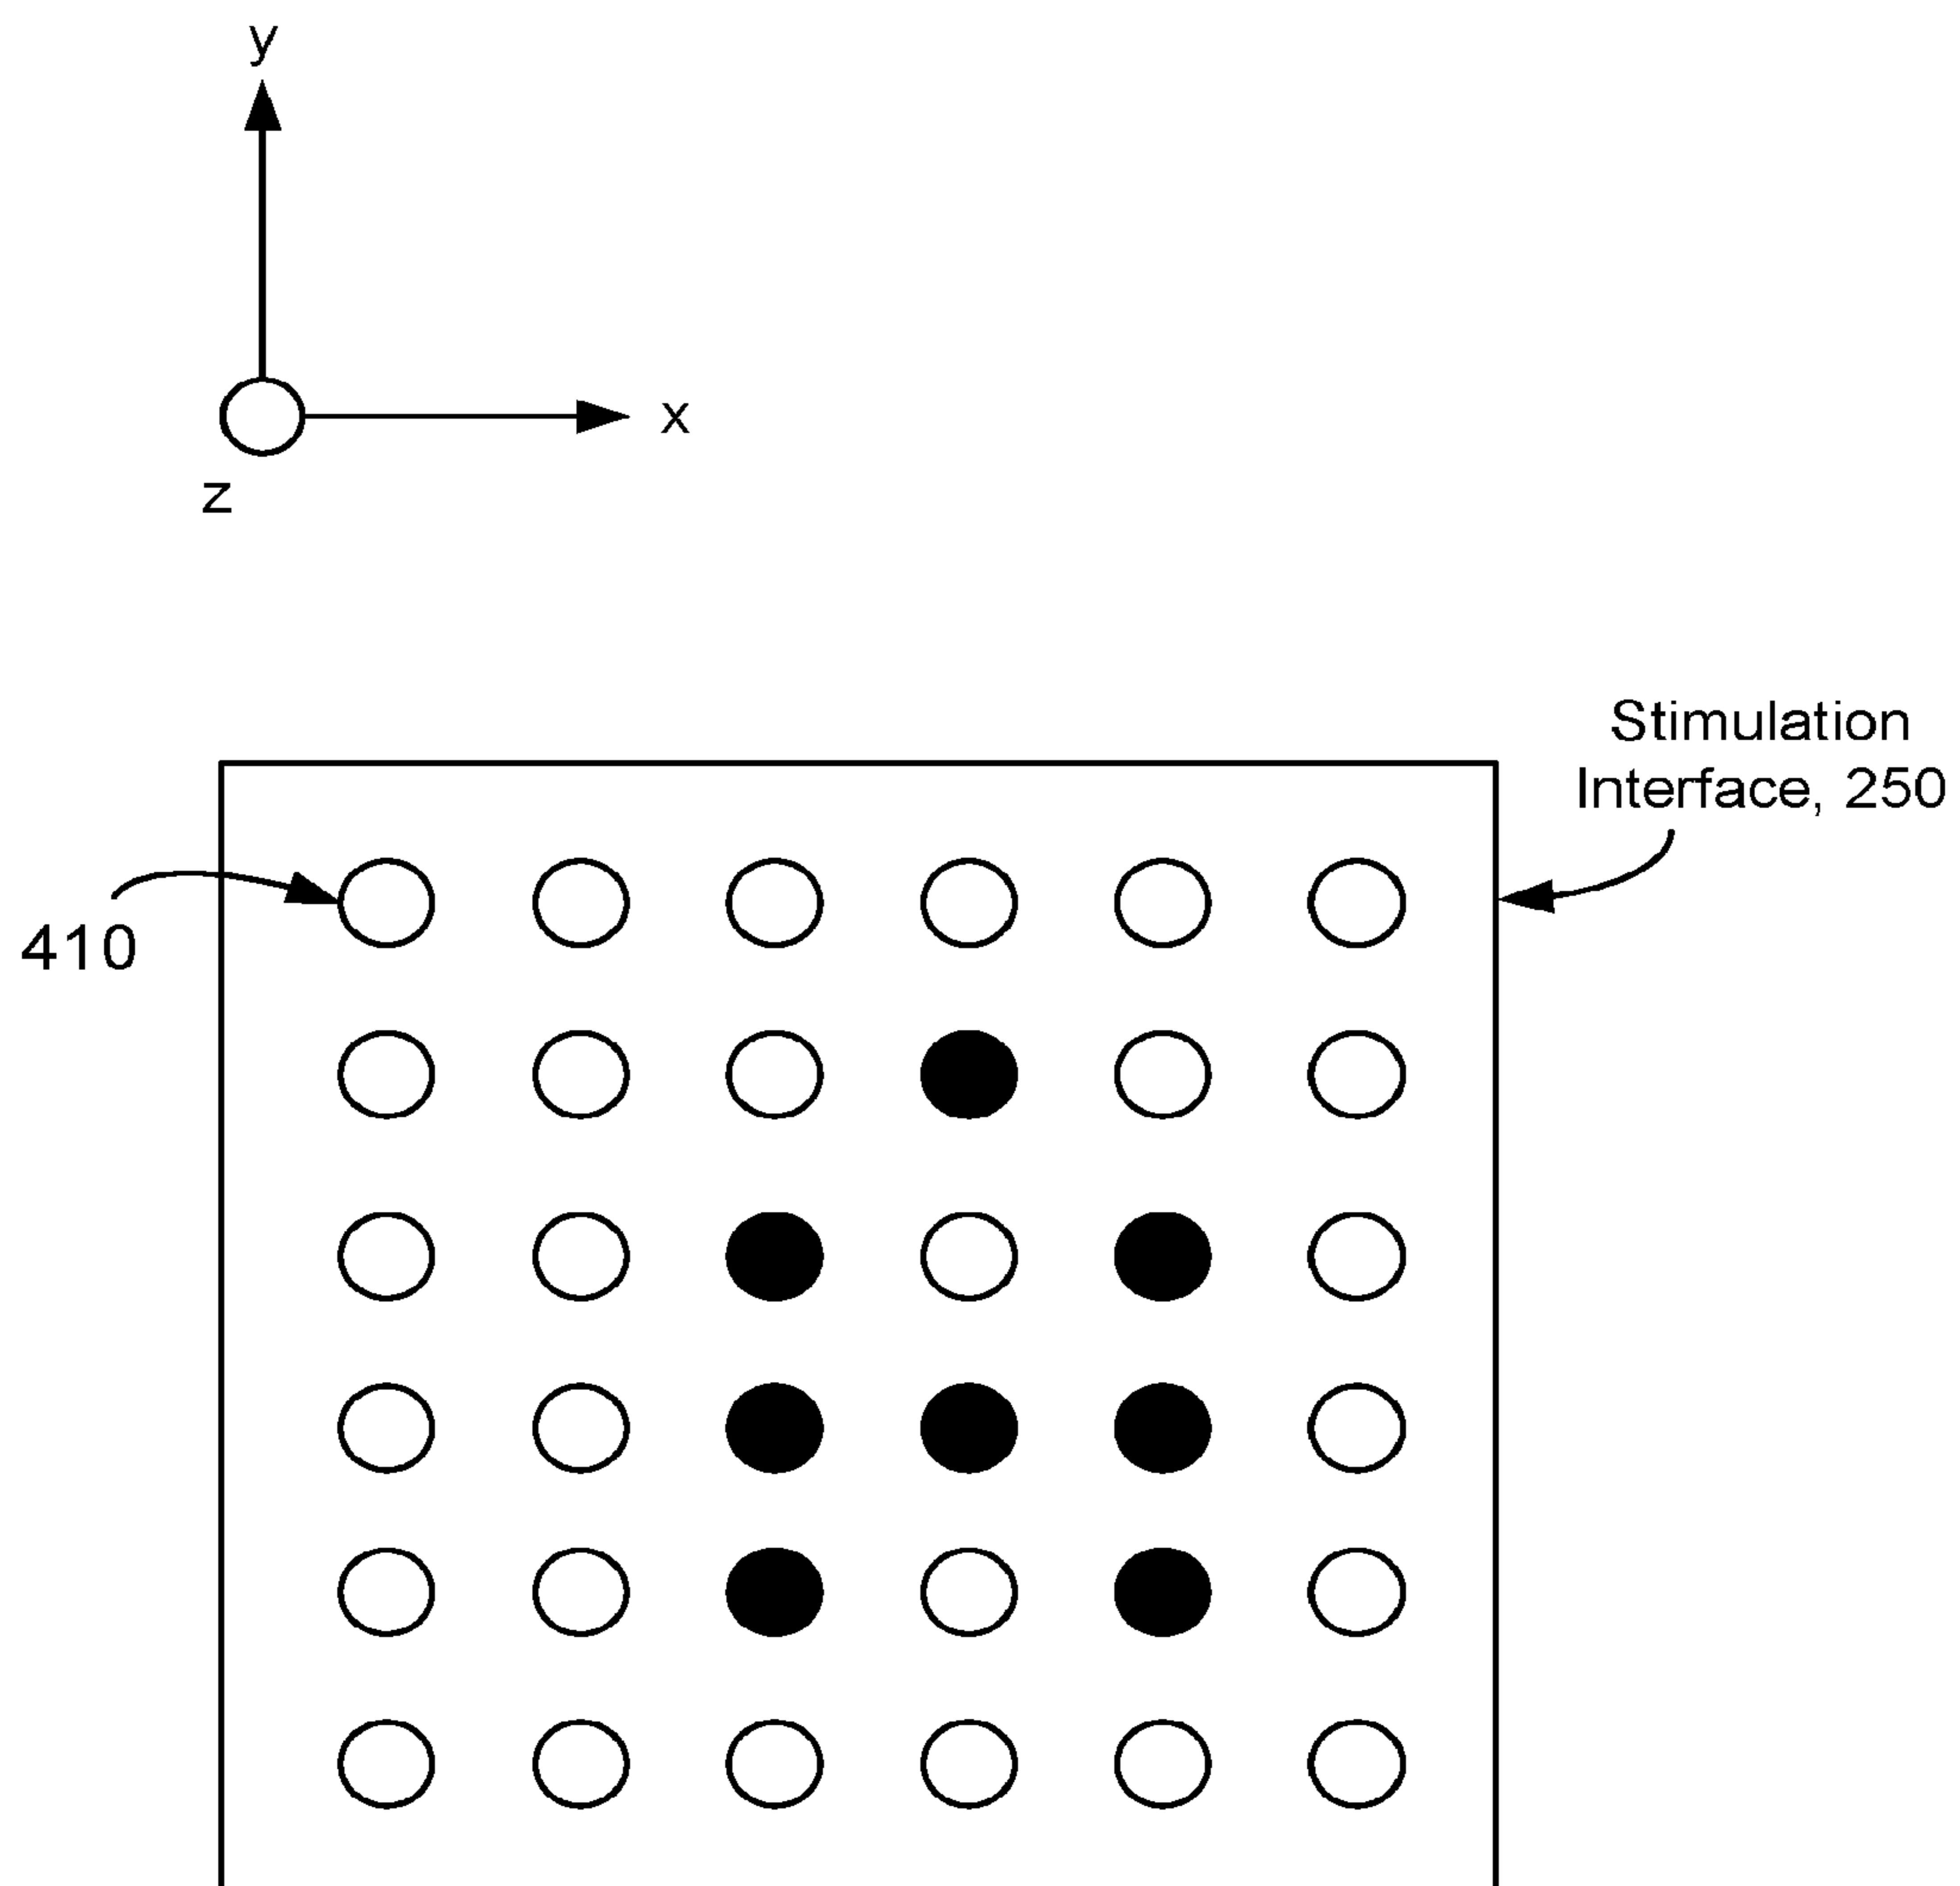 y
x
z
Stimulation
Interface, 250
410